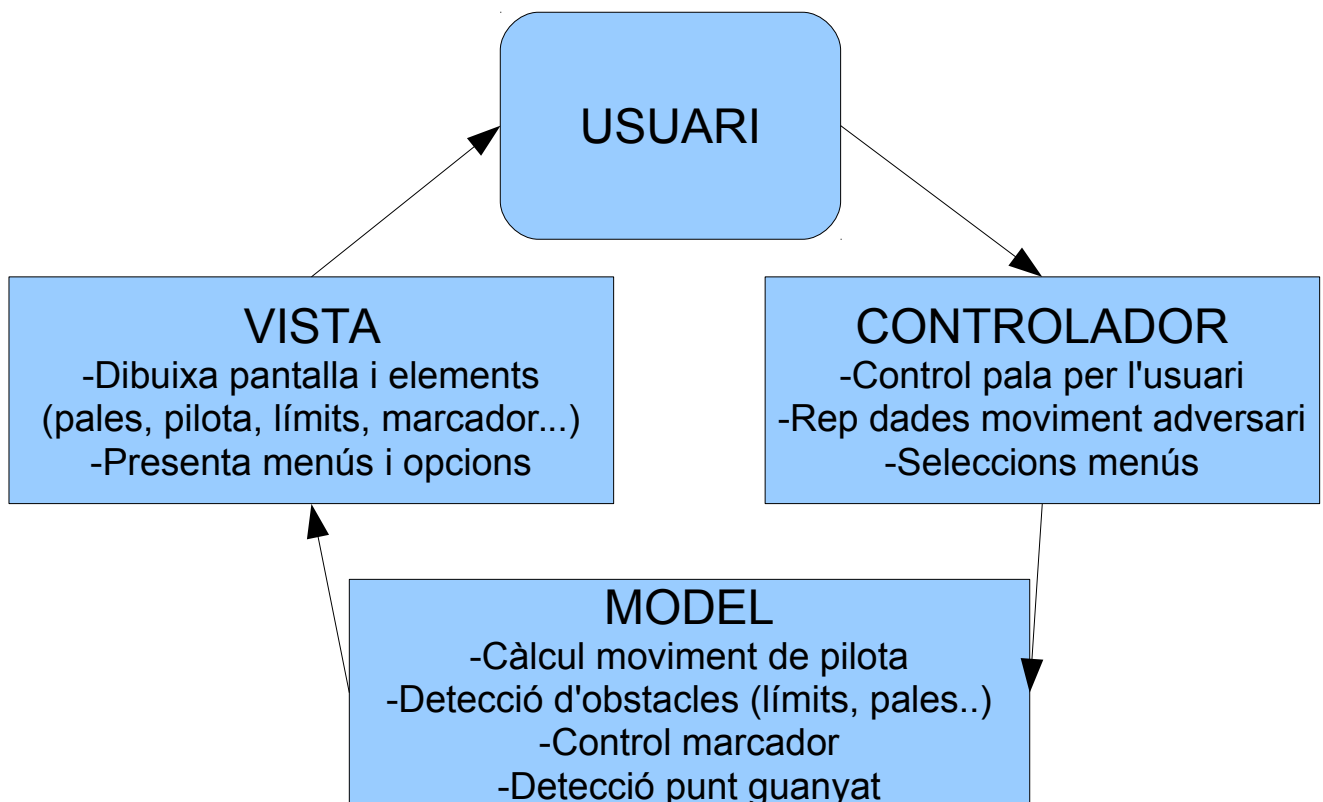 USUARI
VISTA
-Dibuixa pantalla i elements
(pales, pilota, límits, marcador...)
-Presenta menús i opcions
CONTROLADOR
-Control pala per l'usuari
-Rep dades moviment adversari
-Seleccions menús
MODEL
-Càlcul moviment de pilota
-Detecció d'obstacles (límits, pales..)
-Control marcador
-Detecció punt guanyat